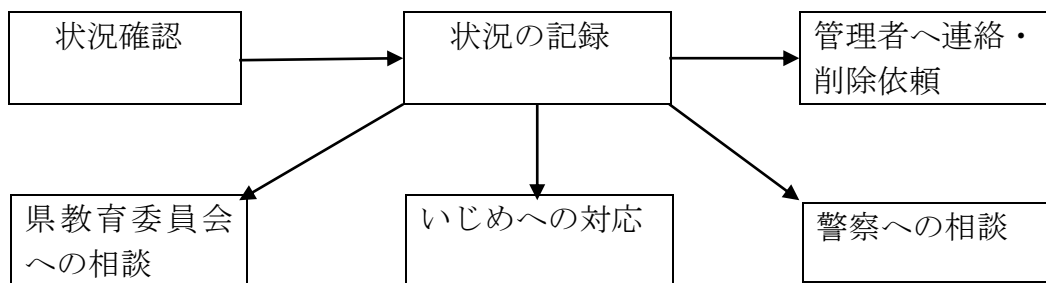 状況確認
状況の記録
管理者へ連絡・
削除依頼
県教育委員会
への相談
いじめへの対応
警察への相談